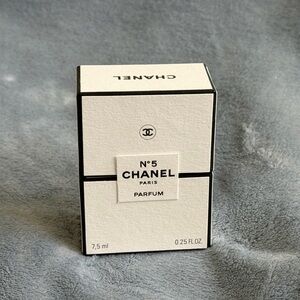 CHANEL
N°5
CHANEL
PARIS
PARFUM
7,5 ml 0.25 FL.OZ.